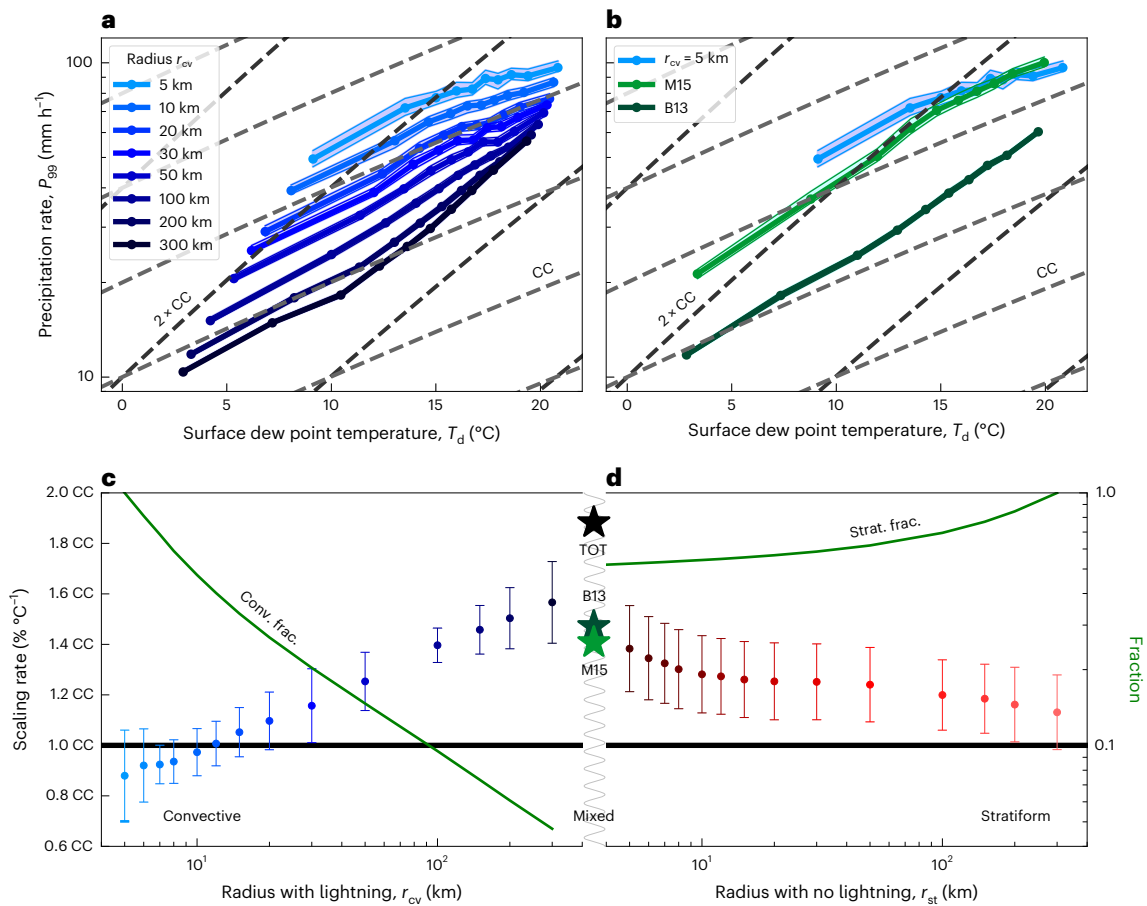 a
b
Radius r_cv
5 km
10 km
20 km
30 km
50 km
100 km
200 km
300 km
r_cv = 5 km
M15
B13
100
10
Precipitation rate, P_99 (mm h⁻¹)
2 × CC
CC
2 × CC
CC
0
5
10
15
20
0
5
10
15
20
Surface dew point temperature, T_d (°C)
Surface dew point temperature, T_d (°C)
c
d
2.0 CC
1.8 CC
1.6 CC
1.4 CC
1.2 CC
1.0 CC
0.8 CC
0.6 CC
Scaling rate (% °C⁻¹)
Conv. frac.
Convective
TOT
B13
M15
Mixed
Strat. frac.
Stratiform
1.0
0.1
Fraction
10¹
10²
10¹
10²
Radius with lightning, r_cv (km)
Radius with no lightning, r_st (km)